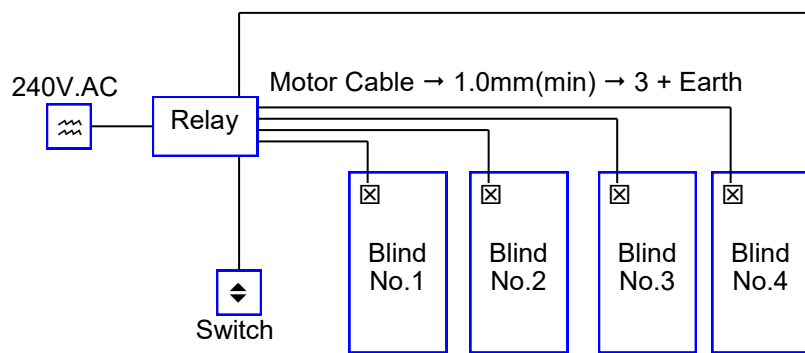 240V.AC
Motor Cable → 1.0mm(min) → 3 + Earth
Relay
Blind
No.1
Blind
No.2
Blind
No.3
Blind
No.4
Switch